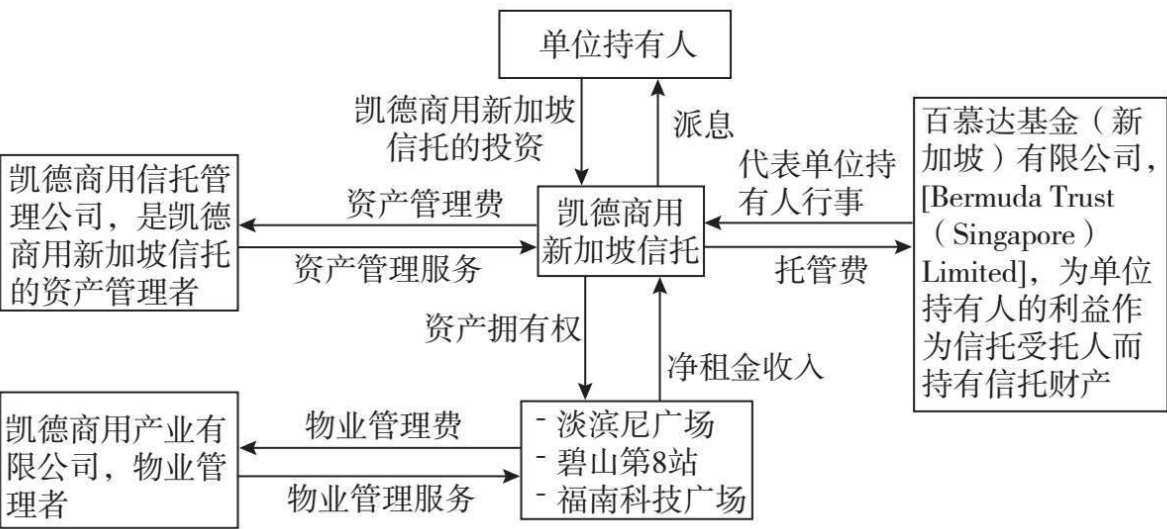 单位持有人
凯德商用新加坡
信托的投资
派息
凯德商用信托管
理公司，是凯德
商用新加坡信托
的资产管理者
资产管理费
资产管理服务
凯德商用
新加坡信托
代表单位持
有人行事
托管费
百慕达基金（新
加坡）有限公司，
[Bermuda Trust
（Singapore）
Limited]，为单位
持有人的利益作
为信托受托人而
持有信托财产
资产拥有权
净租金收入
凯德商用产业有
限公司，物业管
理者
物业管理费
物业管理服务
- 淡滨尼广场
- 碧山第8站
- 福南科技广场